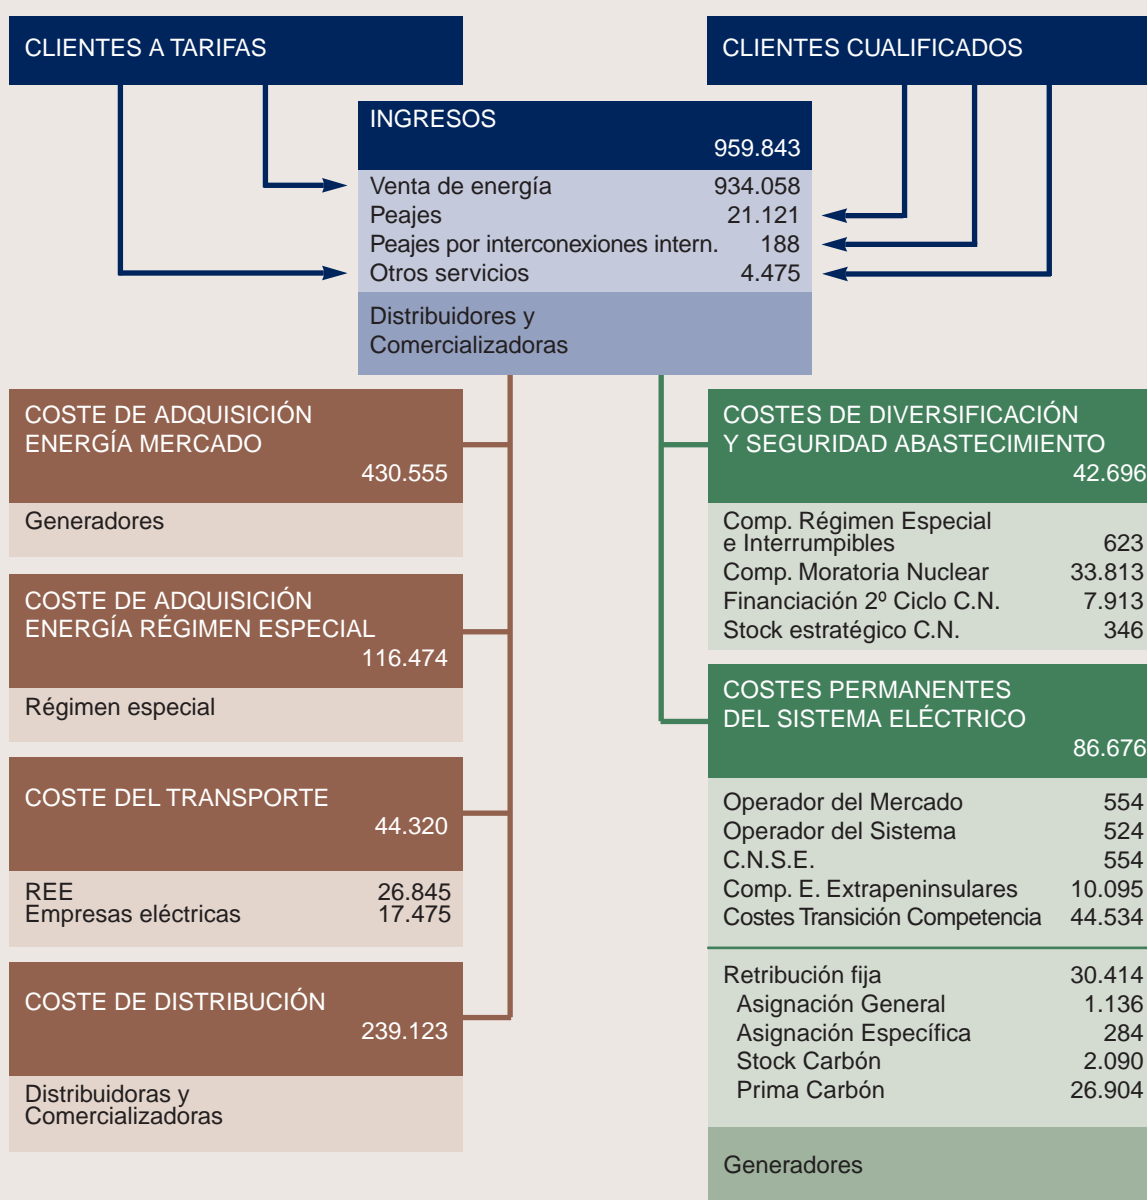 CLIENTES A TARIFAS
CLIENTES CUALIFICADOS
INGRESOS
959.843
Venta de energía 934.058
Peajes 21.121
Peajes por interconexiones intern. 188
Otros servicios 4.475
Distribuidores y
Comercializadoras
COSTE DE ADQUISICIÓN
ENERGÍA MERCADO
430.555
Generadores
COSTE DE ADQUISICIÓN
ENERGÍA RÉGIMEN ESPECIAL
116.474
Régimen especial
COSTE DEL TRANSPORTE
44.320
REE 26.845
Empresas eléctricas 17.475
COSTE DE DISTRIBUCIÓN
239.123
Distribuidoras y
Comercializadoras
COSTES DE DIVERSIFICACIÓN
Y SEGURIDAD ABASTECIMIENTO
42.696
Comp. Régimen Especial
e Interrumpibles 623
Comp. Moratoria Nuclear 33.813
Financiación 2º Ciclo C.N. 7.913
Stock estratégico C.N. 346
COSTES PERMANENTES
DEL SISTEMA ELÉCTRICO
86.676
Operador del Mercado 554
Operador del Sistema 524
C.N.S.E. 554
Comp. E. Extrapeninsulares 10.095
Costes Transición Competencia 44.534
Retribución fija 30.414
Asignación General 1.136
Asignación Específica 284
Stock Carbón 2.090
Prima Carbón 26.904
Generadores